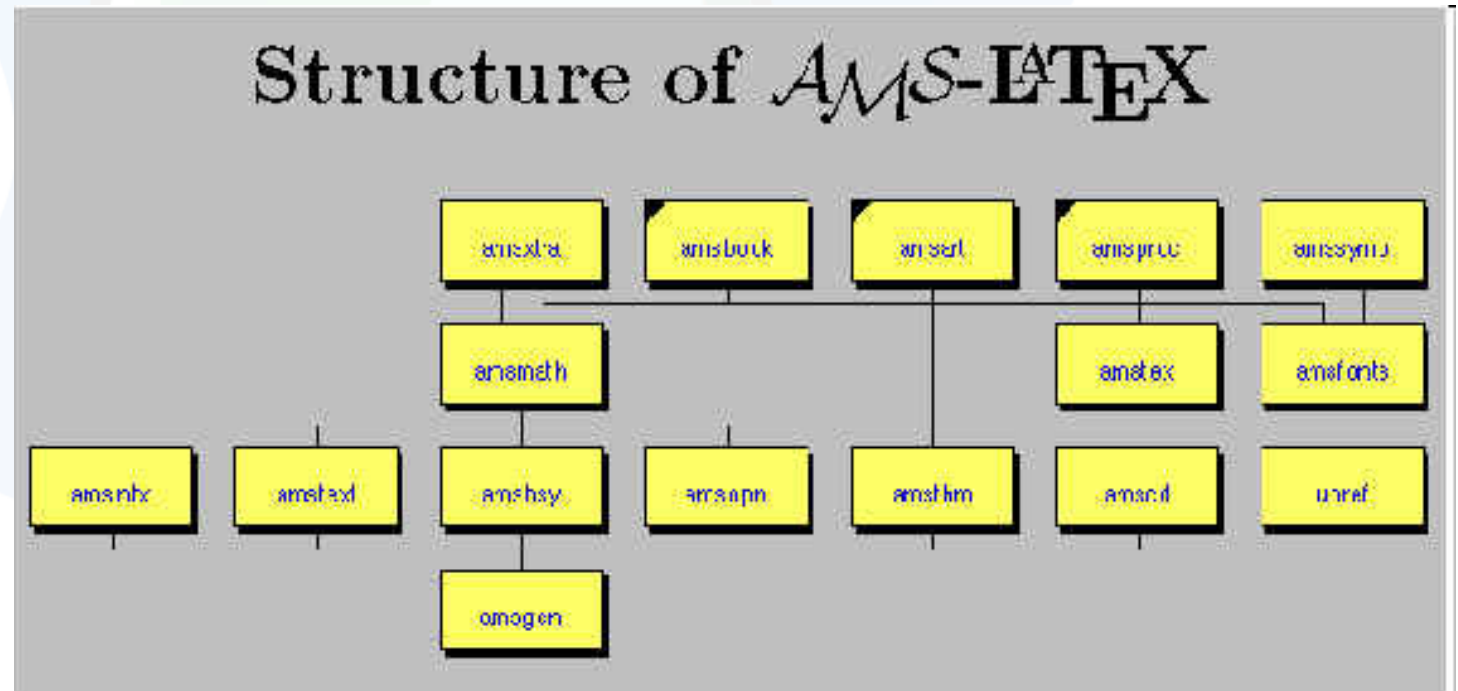 Structure of AMS-LATEX
amsxtra amsbook amsart amsproc amssymb
amsmath amstex amsfonts
amsintx amstext amsbsy amsopn amsthm amscd upref
amsgen